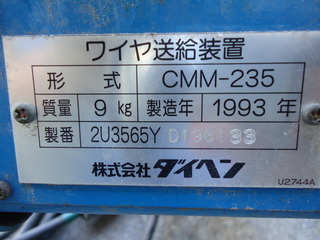 ワイヤ送給装置
形式 CMM-235
質量 9 kg 製造年 1993 年
製番 2U3565Y D196133
株式会社 ダイヘン
U2744A